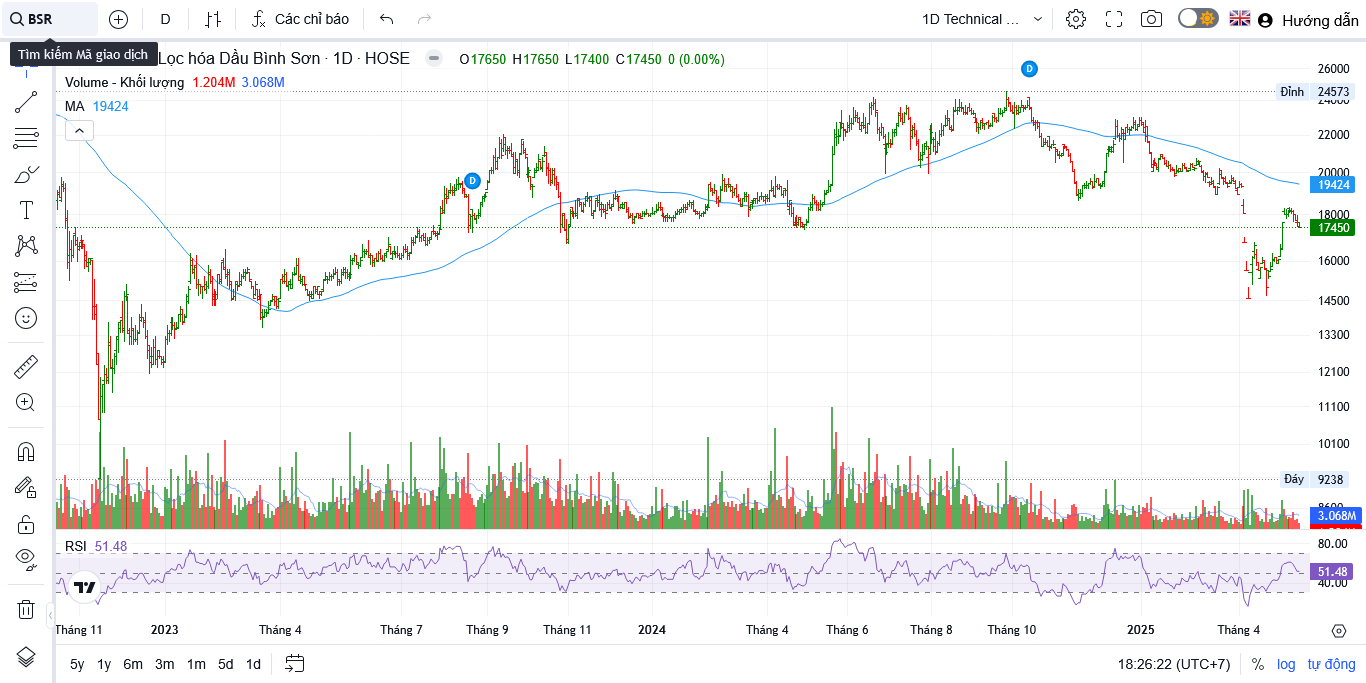 BSR
D
Các chỉ báo
1D Technical ...
Hướng dẫn
Tìm kiếm Mã giao dịch
Lọc hóa Dầu Bình Sơn · 1D · HOSE
O17650 H17650 L17400 C17450 0 (0.00%)
Volume - Khối lượng 1.204M 3.068M
MA 19424
D
D
26000
Đỉnh 24573
24000
22000
20000
19424
18000
17450
16000
14500
13300
12100
11100
10100
Đáy 9238
3.068M
RSI 51.48
80.00
51.48
40.00
Tháng 11 2023 Tháng 4 Tháng 7 Tháng 9 Tháng 11 2024 Tháng 4 Tháng 6 Tháng 8 Tháng 10 2025 Tháng 4
5y 1y 6m 3m 1m 5d 1d
18:26:22 (UTC+7) % log tự động